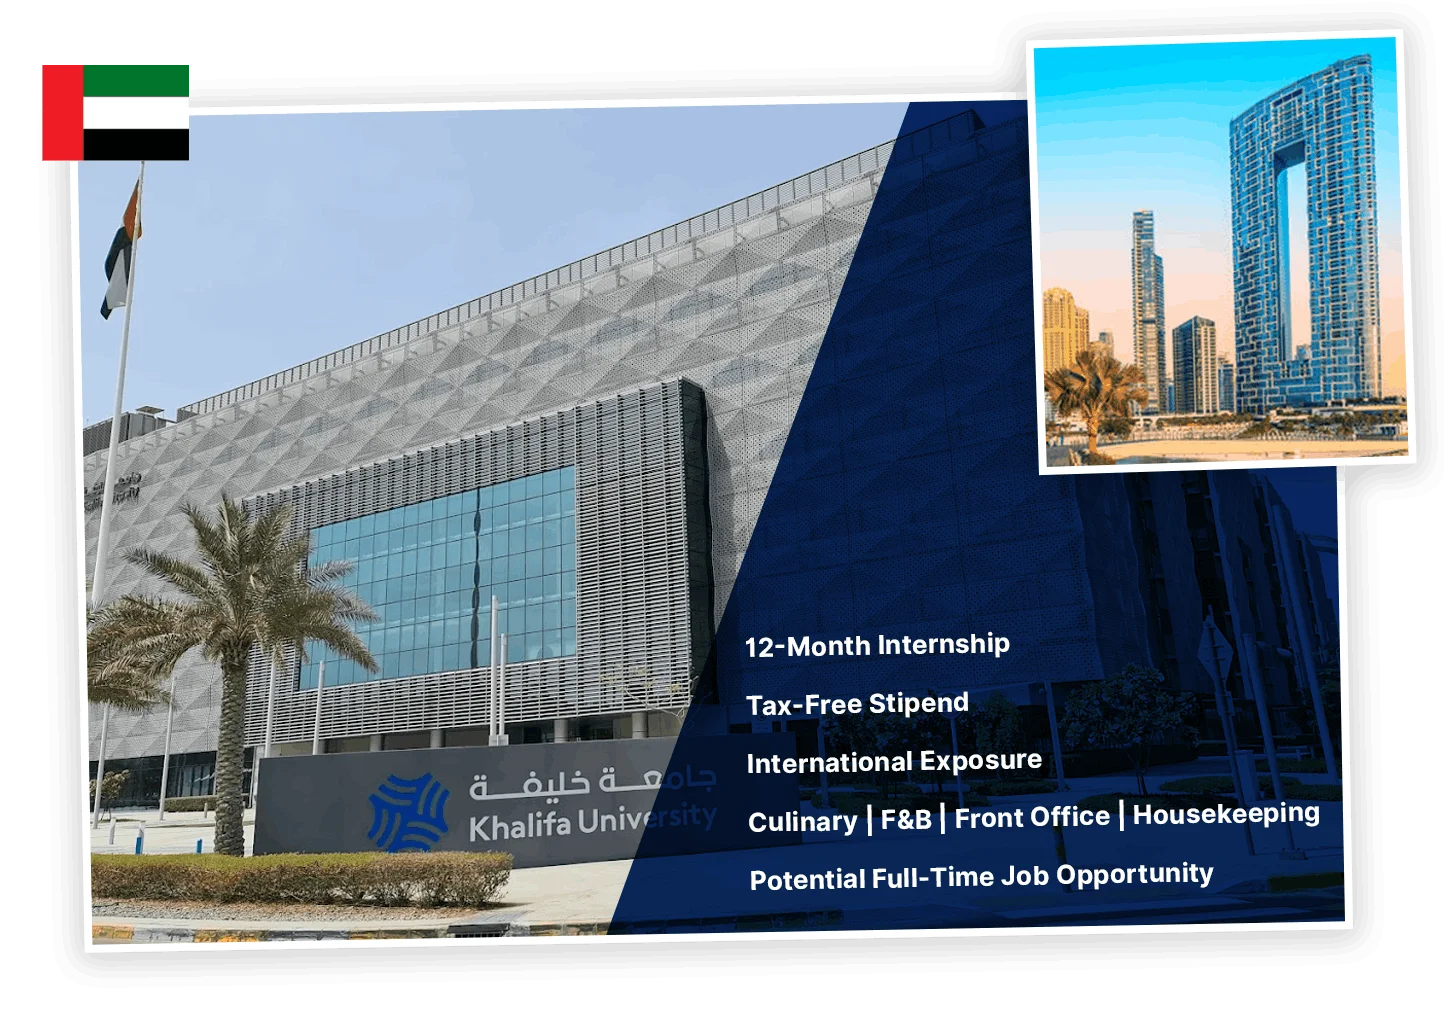 جامعة خليفة
Khalifa University
12-Month Internship
Tax-Free Stipend
International Exposure
Culinary | F&B | Front Office | Housekeeping
Potential Full-Time Job Opportunity